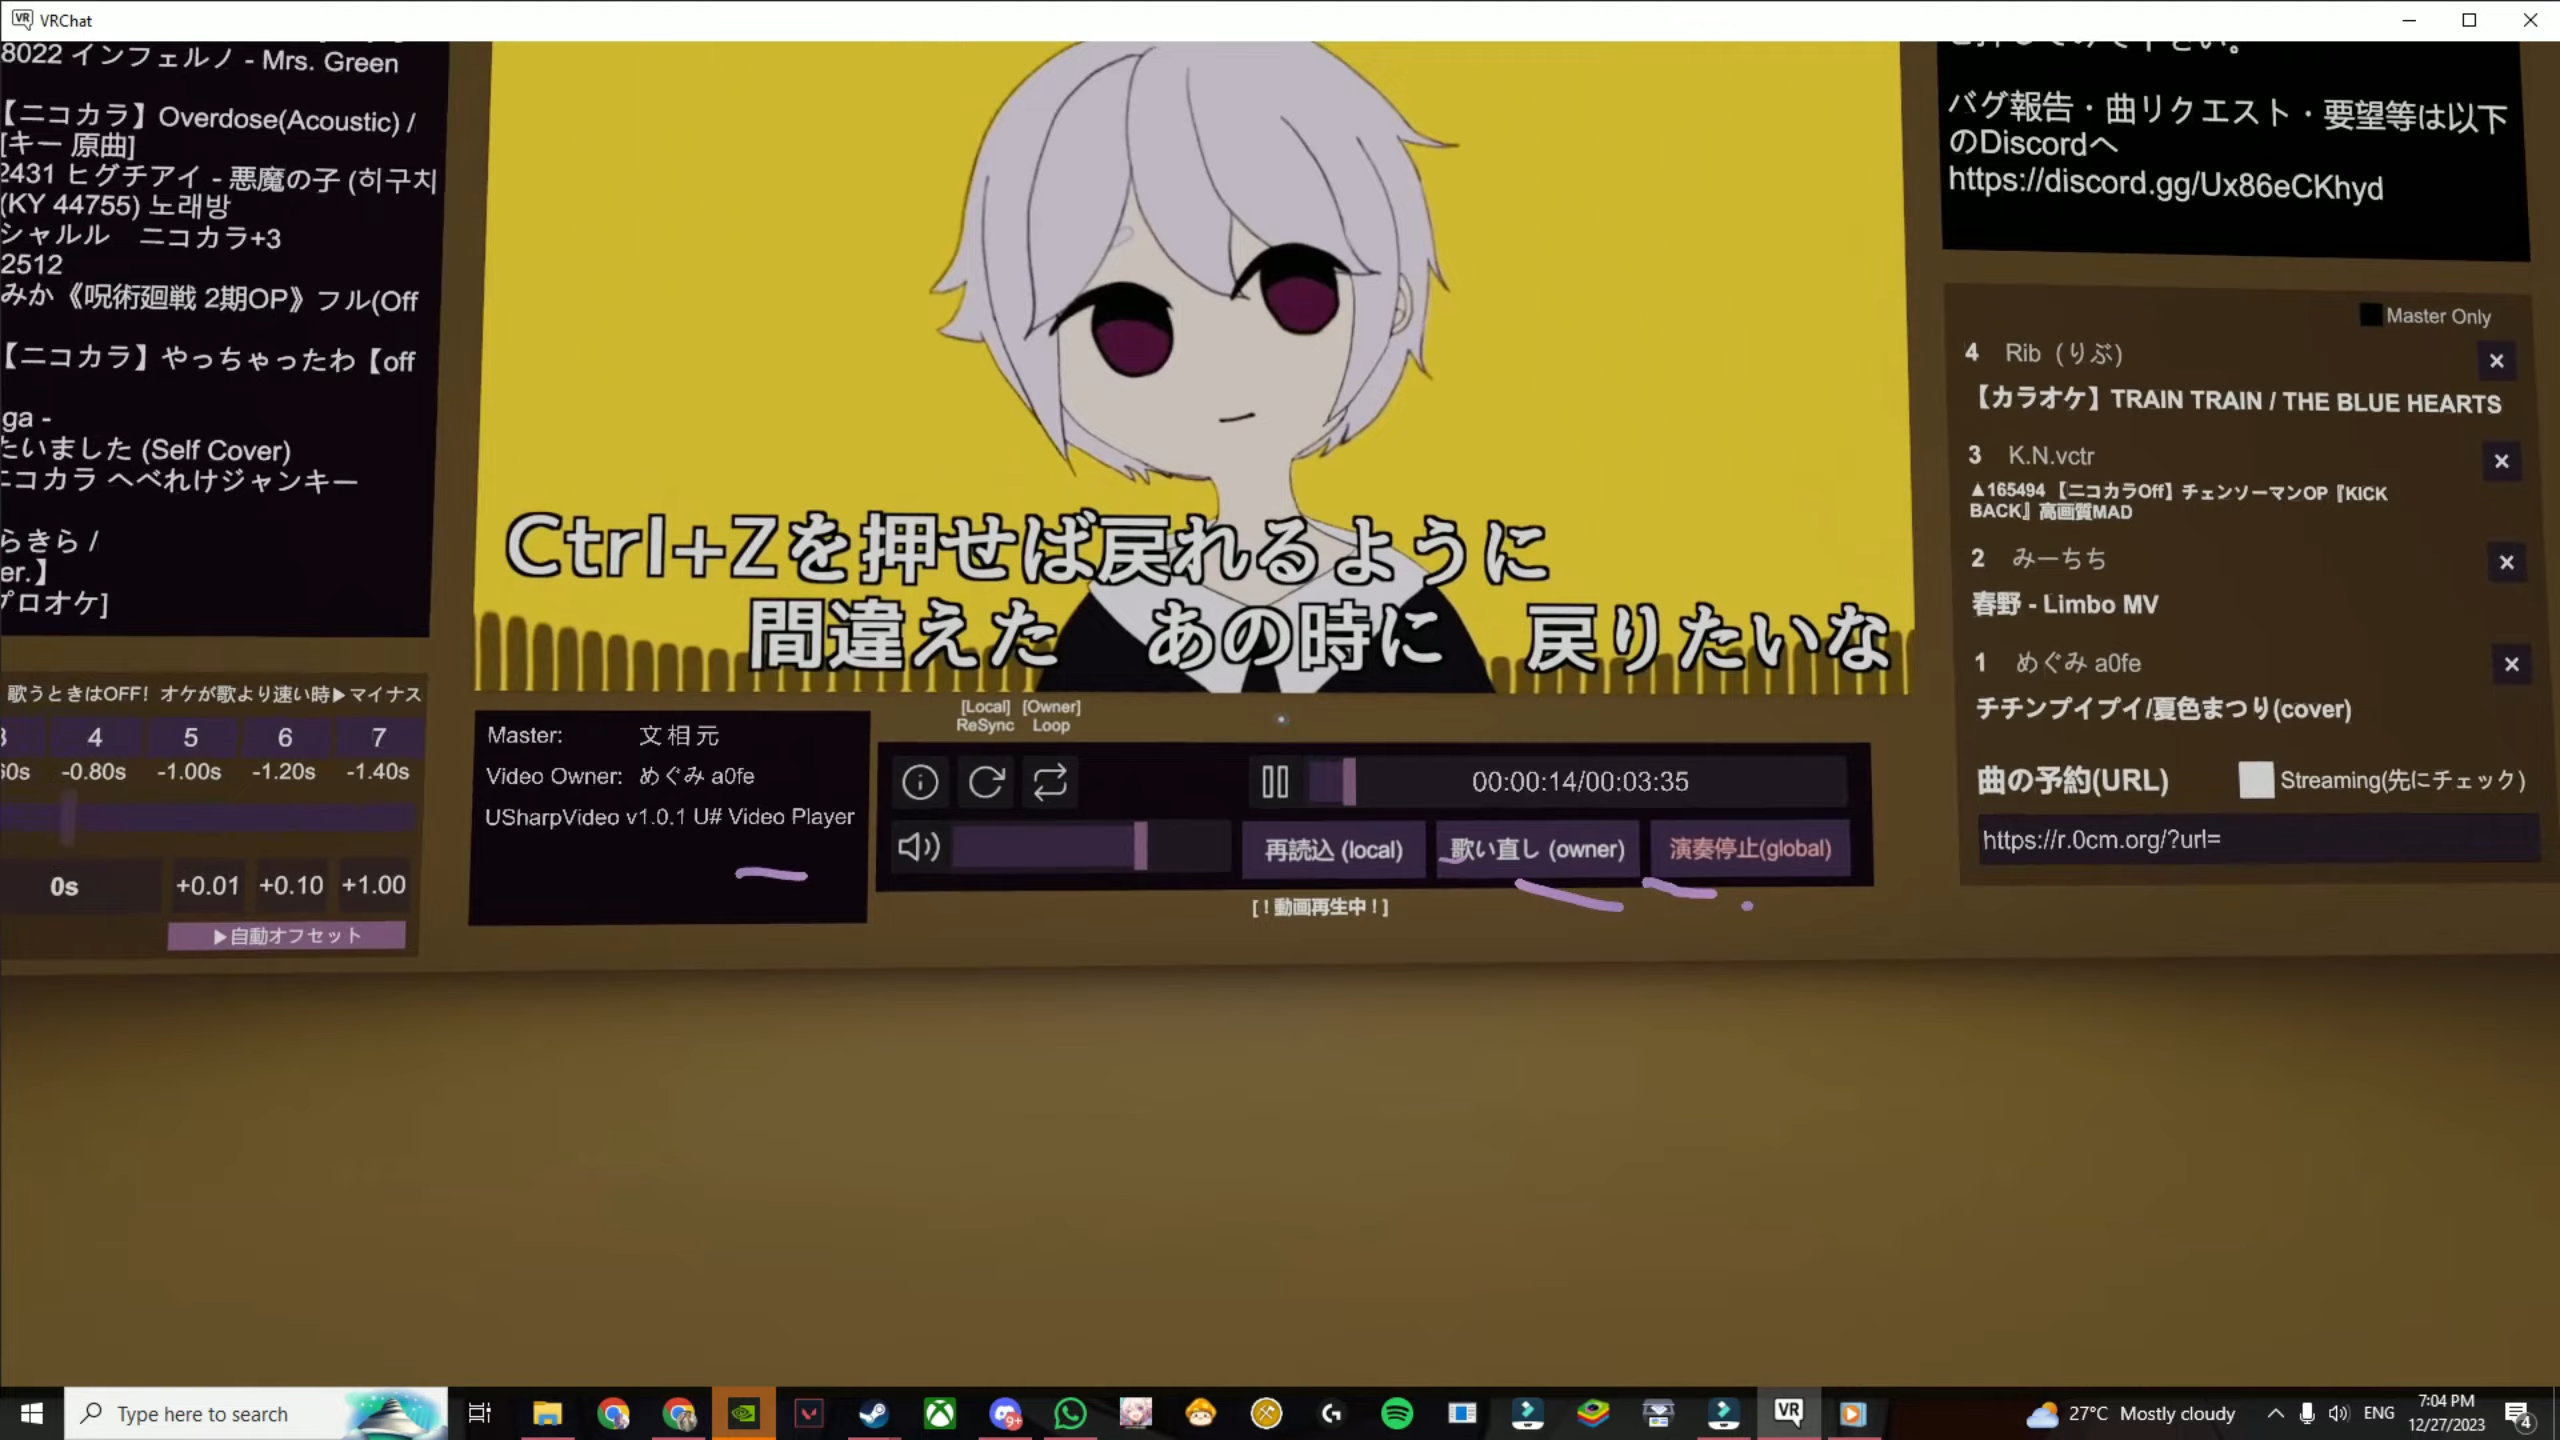 VRChat
8022 インフェルノ - Mrs. Green
【ニコカラ】Overdose(Acoustic) /
[キー 原曲]
2431 ヒグチアイ - 悪魔の子 (히구치
(KY 44755) 노래방
シャルル　ニコカラ+3
2512
みか《呪術廻戦 2期OP》フル(Off
【ニコカラ】やっちゃったわ【off
ga -
たいました (Self Cover)
ニコカラ へべれけジャンキー
らきら /
er.】
プロオケ]
歌うときはOFF! オケが歌より速い時▶マイナス
4 5 6 7
-0.80s -1.00s -1.20s -1.40s
0s +0.01 +0.10 +1.00
▶自動オフセット
Ctrl+Zを押せば戻れるように
間違えた　あの時に　戻りたいな
Master: 文相元
Video Owner: めぐみ a0fe
USharpVideo v1.0.1 U# Video Player
[Local] [Owner]
ReSync Loop
00:00:14/00:03:35
再読込 (local) 歌い直し (owner) 演奏停止(global)
[！動画再生中！]
バグ報告・曲リクエスト・要望等は以下
のDiscordへ
https://discord.gg/Ux86eCKhyd
Master Only
4 Rib（りぶ）
【カラオケ】TRAIN TRAIN / THE BLUE HEARTS
3 K.N.vctr
▲165494 【ニコカラOff】チェンソーマンOP『KICK
BACK』高画質MAD
2 みーちち
春野 - Limbo MV
1 めぐみ a0fe
チチンプイプイ/夏色まつり(cover)
曲の予約(URL) Streaming(先にチェック)
https://r.0cm.org/?url=
Type here to search
9+
VR
27°C Mostly cloudy
ENG
7:04 PM
12/27/2023
4